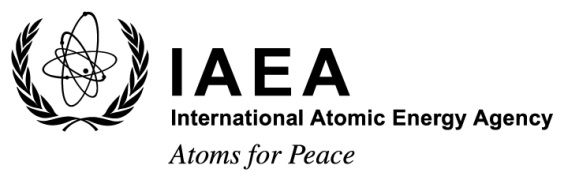 IAEA
International Atomic Energy Agency
Atoms for Peace